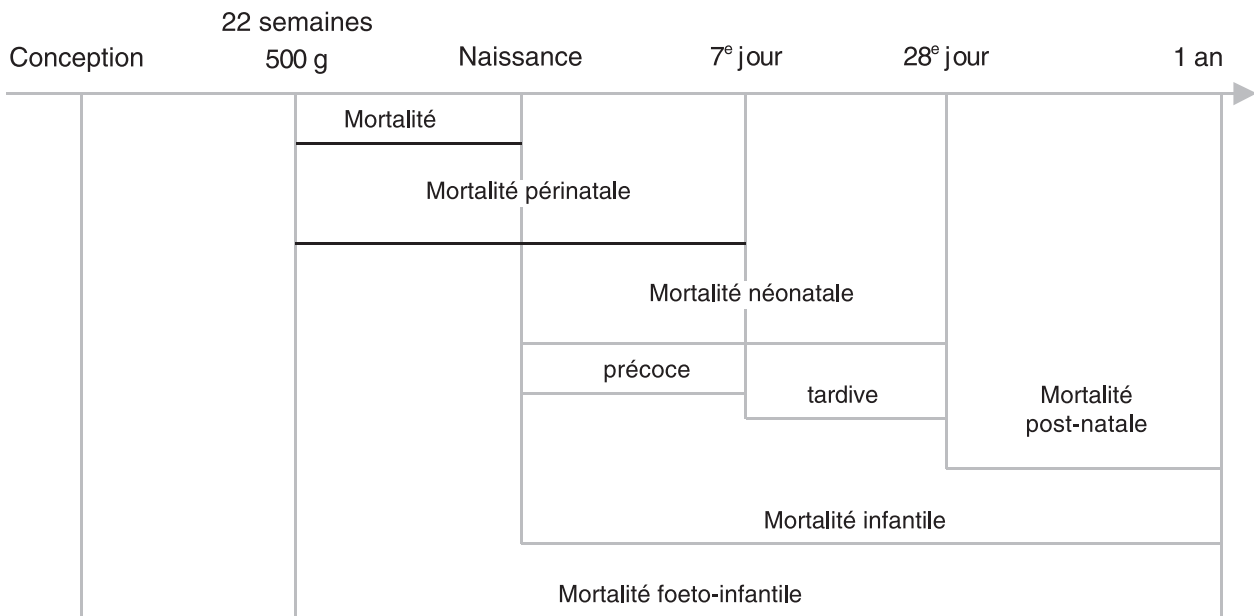 22 semaines
Conception 500 g Naissance 7e jour 28e jour 1 an
Mortalité
Mortalité périnatale
Mortalité néonatale
précoce
tardive
Mortalité
post-natale
Mortalité infantile
Mortalité foeto-infantile